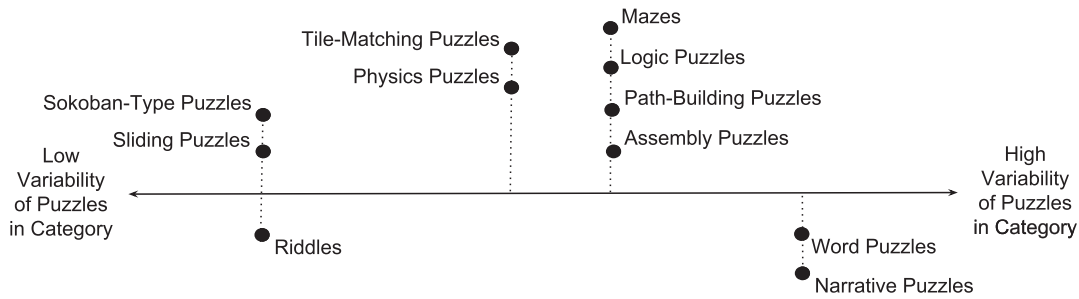 Mazes
Tile-Matching Puzzles
Logic Puzzles
Physics Puzzles
Path-Building Puzzles
Sokoban-Type Puzzles
Assembly Puzzles
Sliding Puzzles
Low
Variability
of Puzzles
in Category
High
Variability
of Puzzles
in Category
Riddles
Word Puzzles
Narrative Puzzles